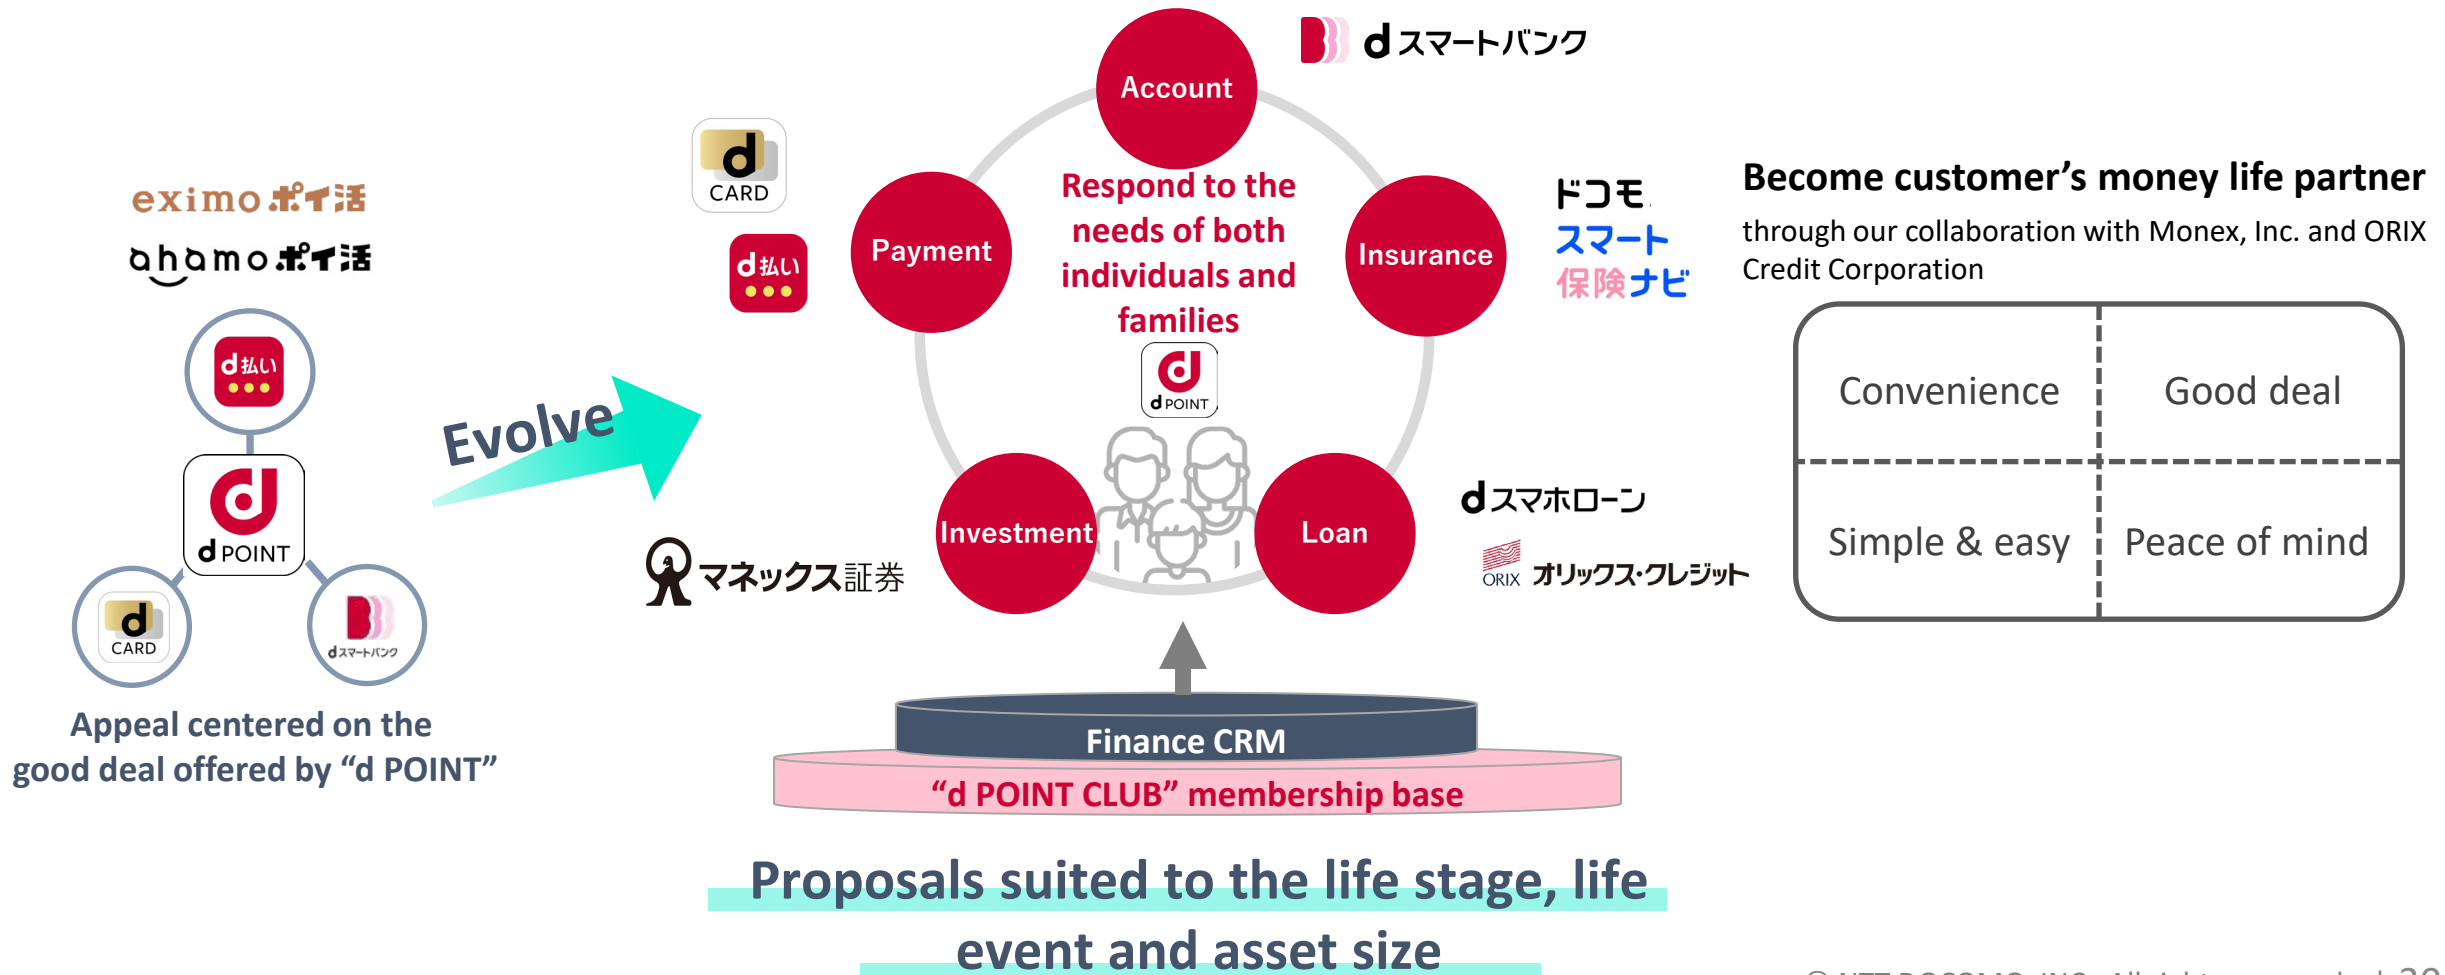 eximo ポイ活
ahamo ポイ活
d払い
d POINT
d CARD
dスマートバンク
Appeal centered on the
good deal offered by “d POINT”
Evolve
d CARD
d払い
マネックス証券
Account
Payment
Insurance
Investment
Loan
Respond to the
needs of both
individuals and
families
d POINT
dスマートバンク
ドコモ
スマート
保険ナビ
dスマホローン
ORIX オリックス・クレジット
Finance CRM
“d POINT CLUB” membership base
Proposals suited to the life stage, life
event and asset size
Become customer’s money life partner
through our collaboration with Monex, Inc. and ORIX
Credit Corporation
Convenience
Good deal
Simple & easy
Peace of mind